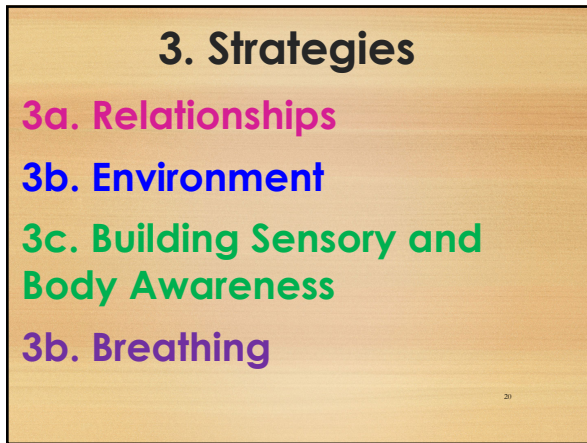 3. Strategies
3a. Relationships
3b. Environment
3c. Building Sensory and
Body Awareness
3b. Breathing
20